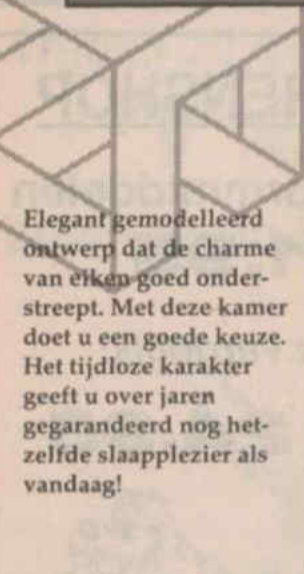 Elegant gemodelleerd
ontwerp dat de charme
van eiken goed onder-
streept. Met deze kamer
doet u een goede keuze.
Het tijdloze karakter
geeft u over jaren
gegarandeerd nog het-
zelfde slaapplezier als
vandaag!